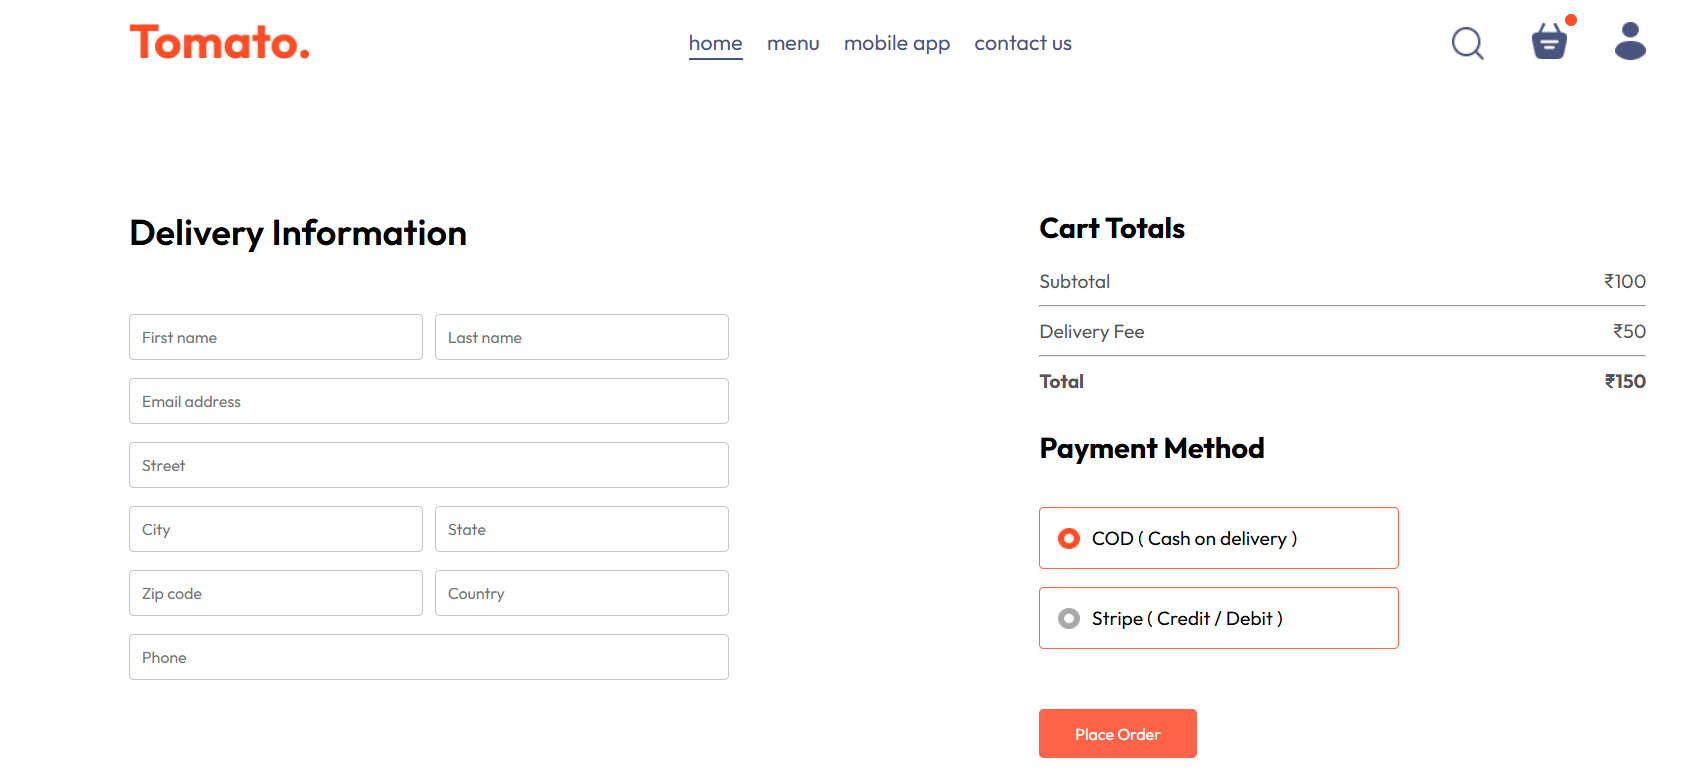 Tomato.
home menu mobile app contact us
Delivery Information
First name Last name
Email address
Street
City State
Zip code Country
Phone
Cart Totals
Subtotal ₹100
Delivery Fee ₹50
Total ₹150
Payment Method
COD ( Cash on delivery )
Stripe ( Credit / Debit )
Place Order